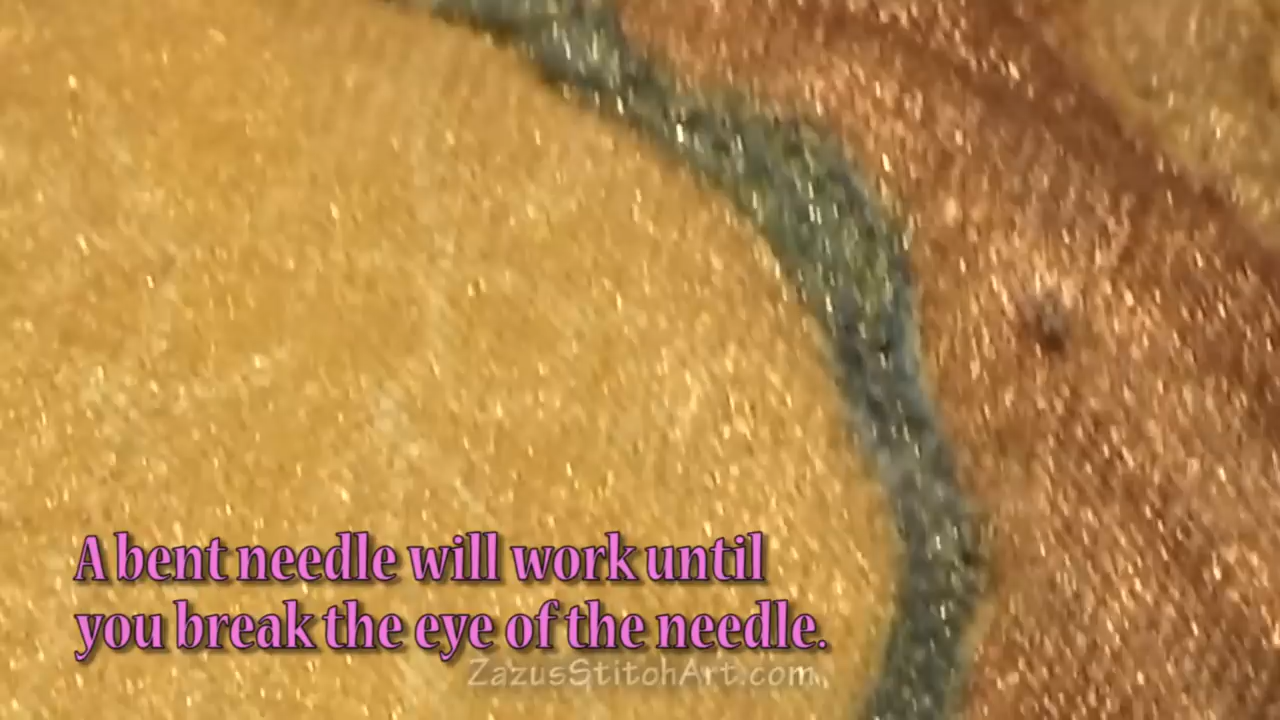 A bent needle will work until
you break the eye of the needle.
ZazusStitchArt.com